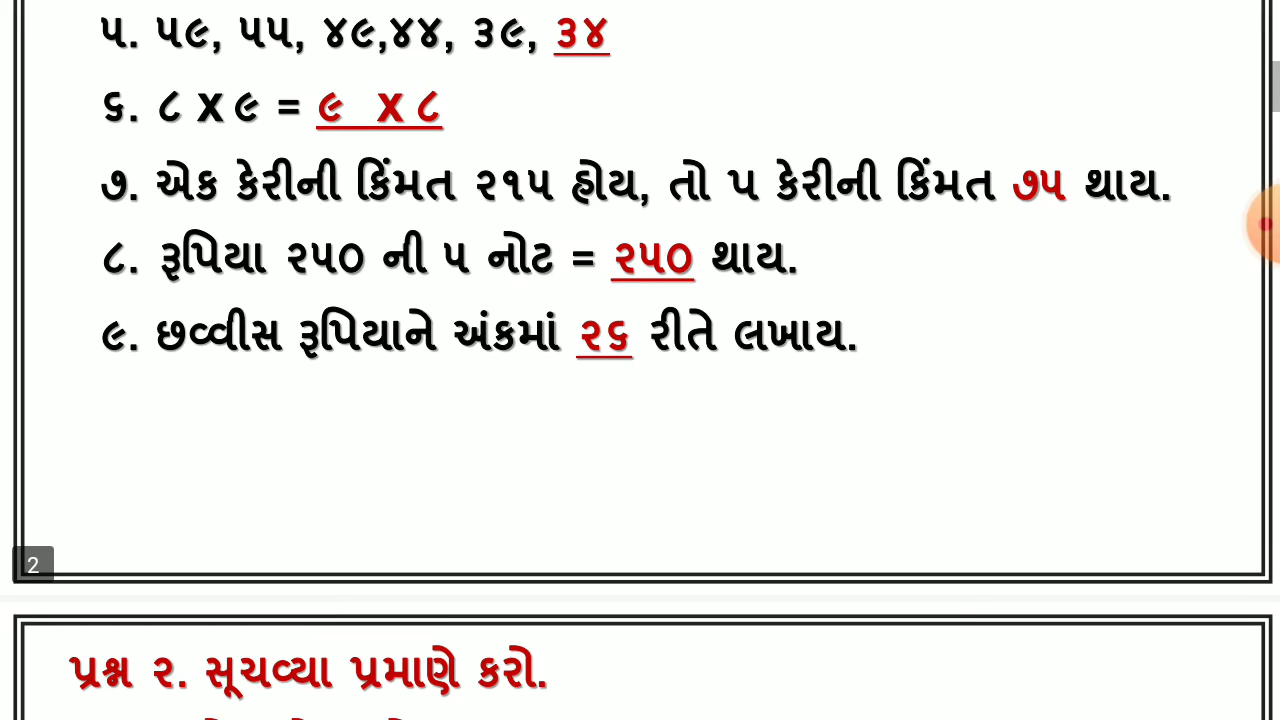 ૫. ૫૯, ૫૫, ૪૯,૪૪, ૩૯, ૩૪
૬. ૮ X ૯ = ૯ X ૮
૭. એક કેરીની કિંમત ૨૧૫ હોય, તો ૫ કેરીની કિંમત ૭૫ થાય.
૮. રૂપિયા ૨૫૦ ની ૫ નોટ = ૨૫૦ થાય.
૯. છવ્વીસ રૂપિયાને અંકમાં ૨૬ રીતે લખાય.
2
પ્રશ્ન ૨. સૂચવ્યા પ્રમાણે કરો.